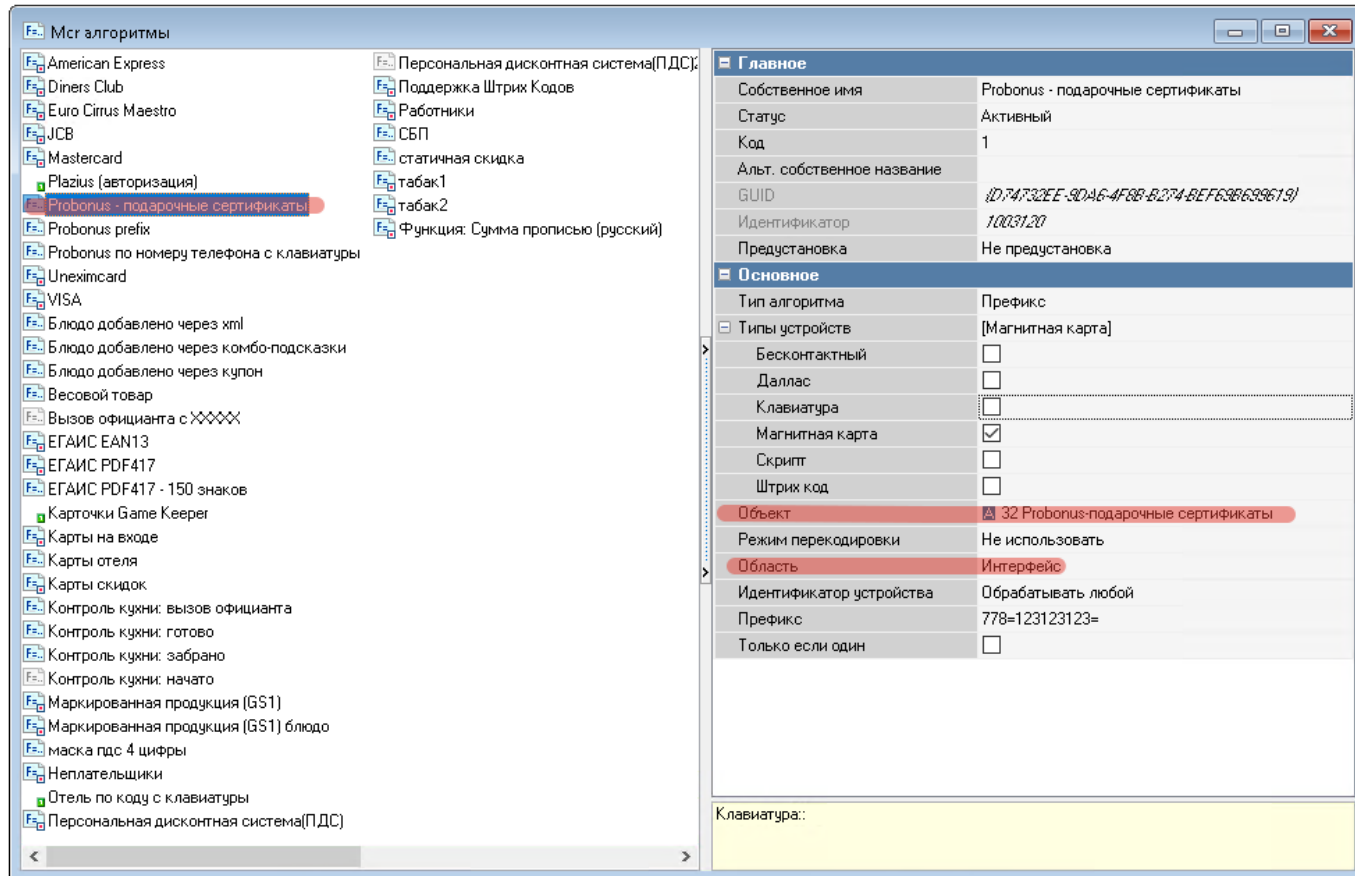 Mcr алгоритмы
American Express
Diners Club
Euro Cirrus Maestro
JCB
Mastercard
Plazius (авторизация)
Probonus - подарочные сертификаты
Probonus prefix
Probonus по номеру телефона с клавиатуры
Uneximcard
VISA
Блюдо добавлено через xml
Блюдо добавлено через комбо-подсказки
Блюдо добавлено через купон
Весовой товар
Вызов официанта с XXXXX
ЕГАИС EAN13
ЕГАИС PDF417
ЕГАИС PDF417 - 150 знаков
Карточки Game Keeper
Карты на входе
Карты отеля
Карты скидок
Контроль кухни: вызов официанта
Контроль кухни: готово
Контроль кухни: забрано
Контроль кухни: начато
Маркированная продукция (GS1)
Маркированная продукция (GS1) блюдо
маска пдс 4 цифры
Неплательщики
Отель по коду с клавиатуры
Персональная дисконтная система(ПДС)
Персональная дисконтная система(ПДС)2
Поддержка Штрих Кодов
Работники
СБП
статичная скидка
табак1
табак2
Функция: Сумма прописью (русский)
Главное
Собственное имя Probonus - подарочные сертификаты
Статус Активный
Код 1
Альт. собственное название
GUID {D74732EE-9DA6-4F8B-B274-BEF69B699619}
Идентификатор 1003120
Предустановка Не предустановка
Основное
Тип алгоритма Префикс
Типы устройств [Магнитная карта]
Бесконтактный
Даллас
Клавиатура
Магнитная карта
Скрипт
Штрих код
Объект 32 Probonus-подарочные сертификаты
Режим перекодировки Не использовать
Область Интерфейс
Идентификатор устройства Обрабатывать любой
Префикс 778=123123123=
Только если один
Клавиатура::